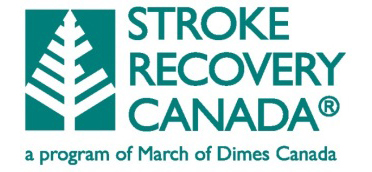 STROKE
RECOVERY
CANADA®
a program of March of Dimes Canada